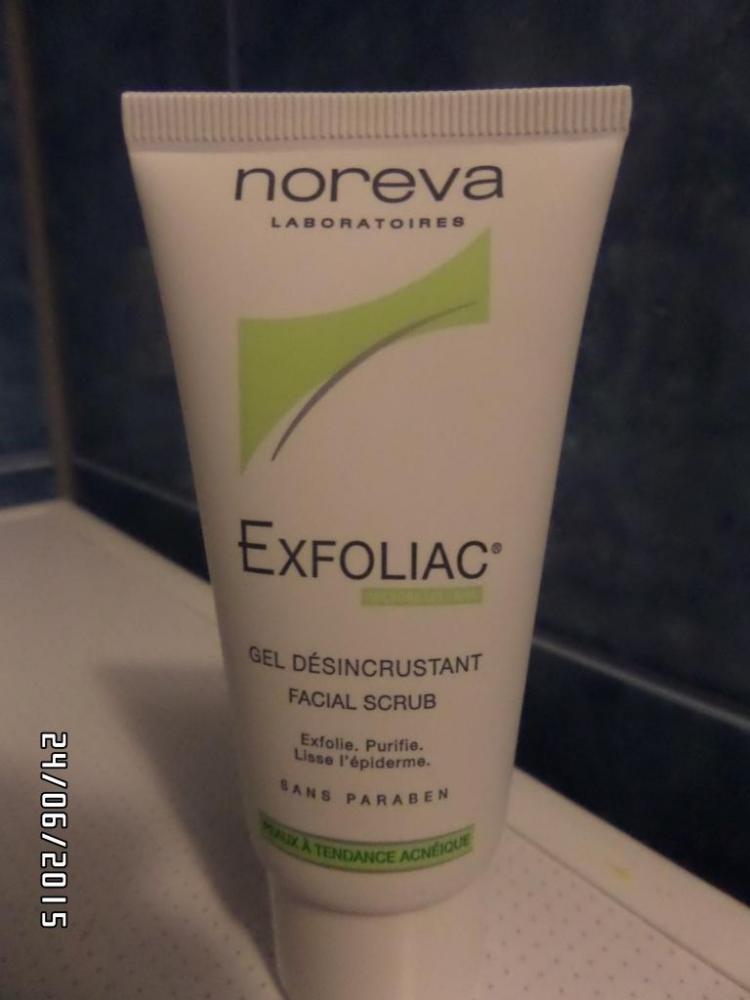 noreva
LABORATOIRES
EXFOLIAC®
GEL DÉSINCRUSTANT
FACIAL SCRUB
Exfolie. Purifie.
Lisse l'épiderme.
SANS PARABEN
PEAUX À TENDANCE ACNÉIQUE
24/06/2015